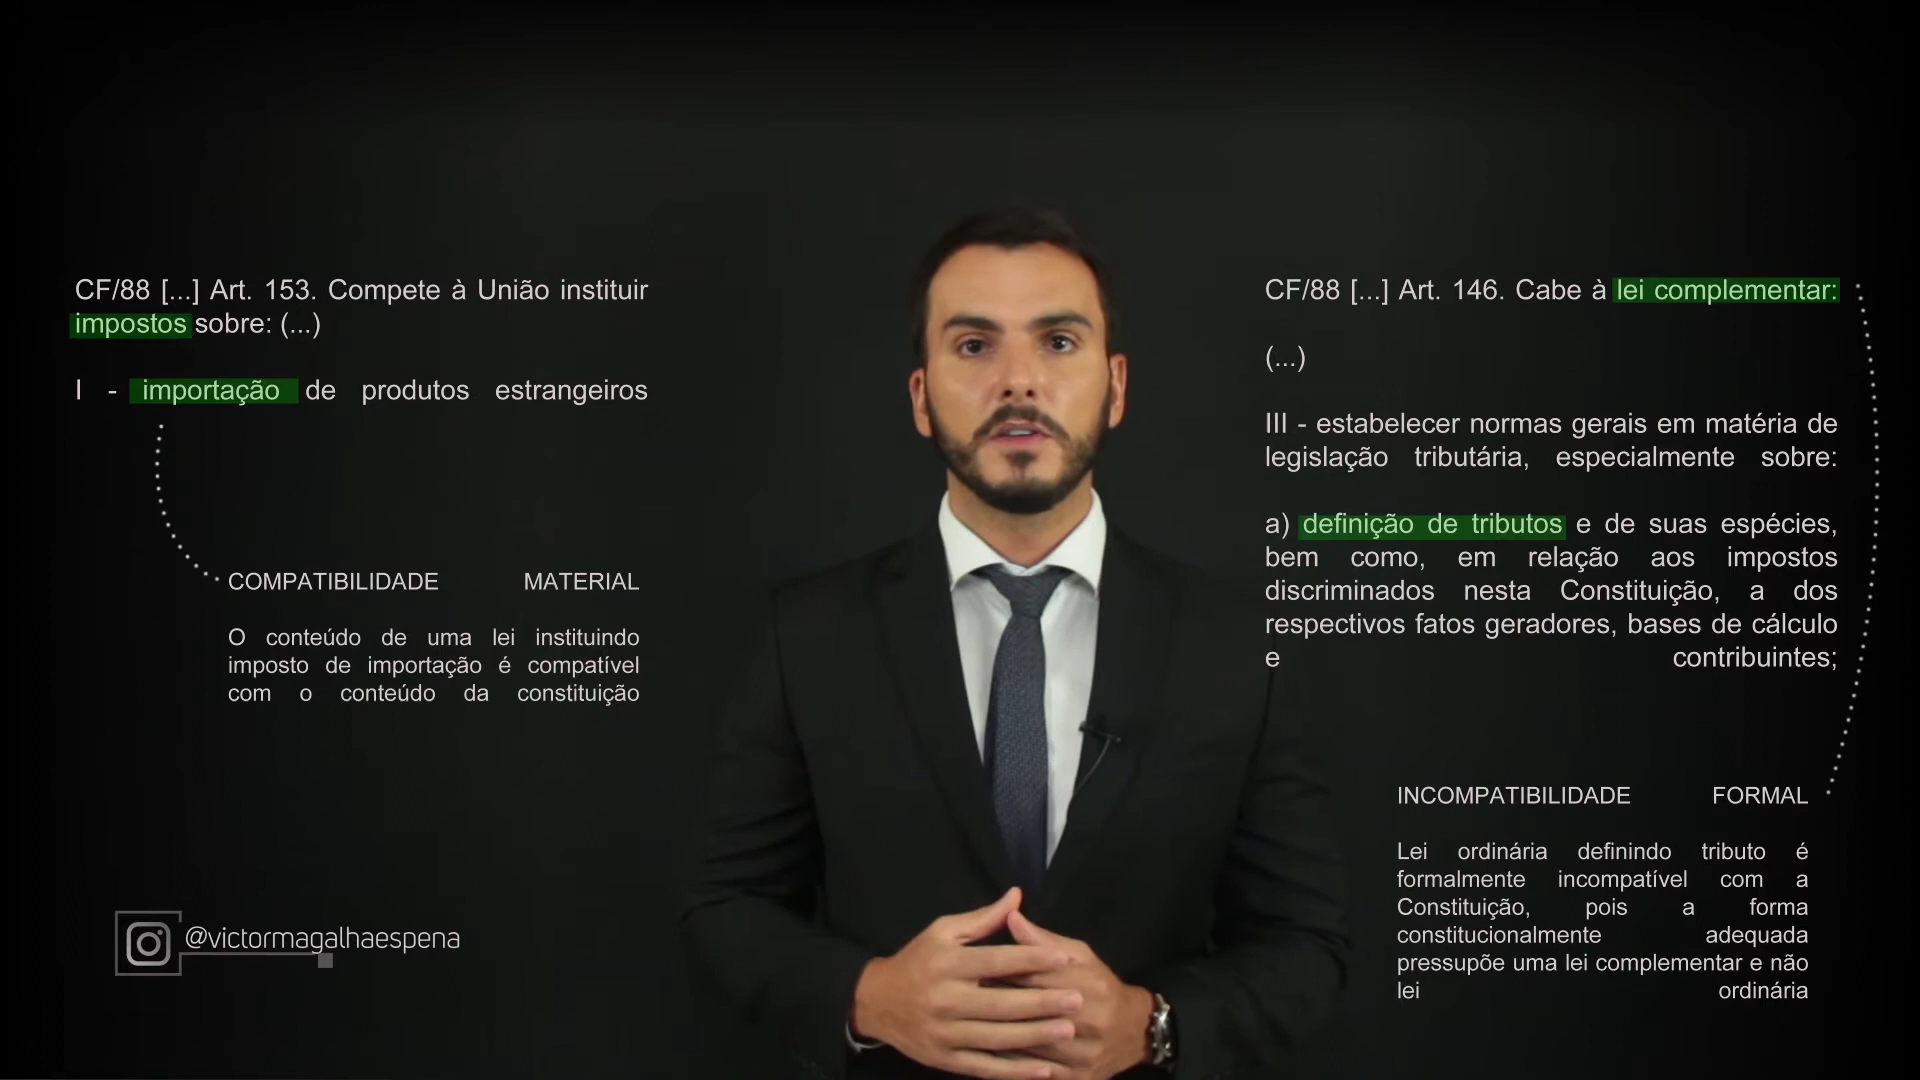 CF/88 [...] Art. 153. Compete à União instituir
impostos sobre: (...)
I - importação de produtos estrangeiros
COMPATIBILIDADE MATERIAL
O conteúdo de uma lei instituindo
imposto de importação é compatível
com o conteúdo da constituição
@victormagalhaespena
CF/88 [...] Art. 146. Cabe à lei complementar:
(...)
III - estabelecer normas gerais em matéria de
legislação tributária, especialmente sobre:
a) definição de tributos e de suas espécies,
bem como, em relação aos impostos
discriminados nesta Constituição, a dos
respectivos fatos geradores, bases de cálculo
e contribuintes;
INCOMPATIBILIDADE FORMAL
Lei ordinária definindo tributo é
formalmente incompatível com a
Constituição, pois a forma
constitucionalmente adequada
pressupõe uma lei complementar e não
lei ordinária